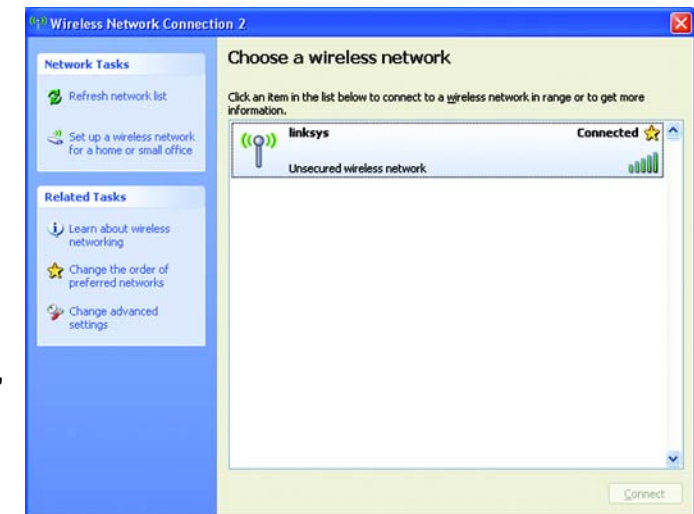 Wireless Network Connection 2
Network Tasks
Refresh network list
Set up a wireless network
for a home or small office
Related Tasks
Learn about wireless
networking
Change the order of
preferred networks
Change advanced
settings
Choose a wireless network
Click an item in the list below to connect to a wireless network in range or to get more
information.
linksys
Connected
Unsecured wireless network
Connect